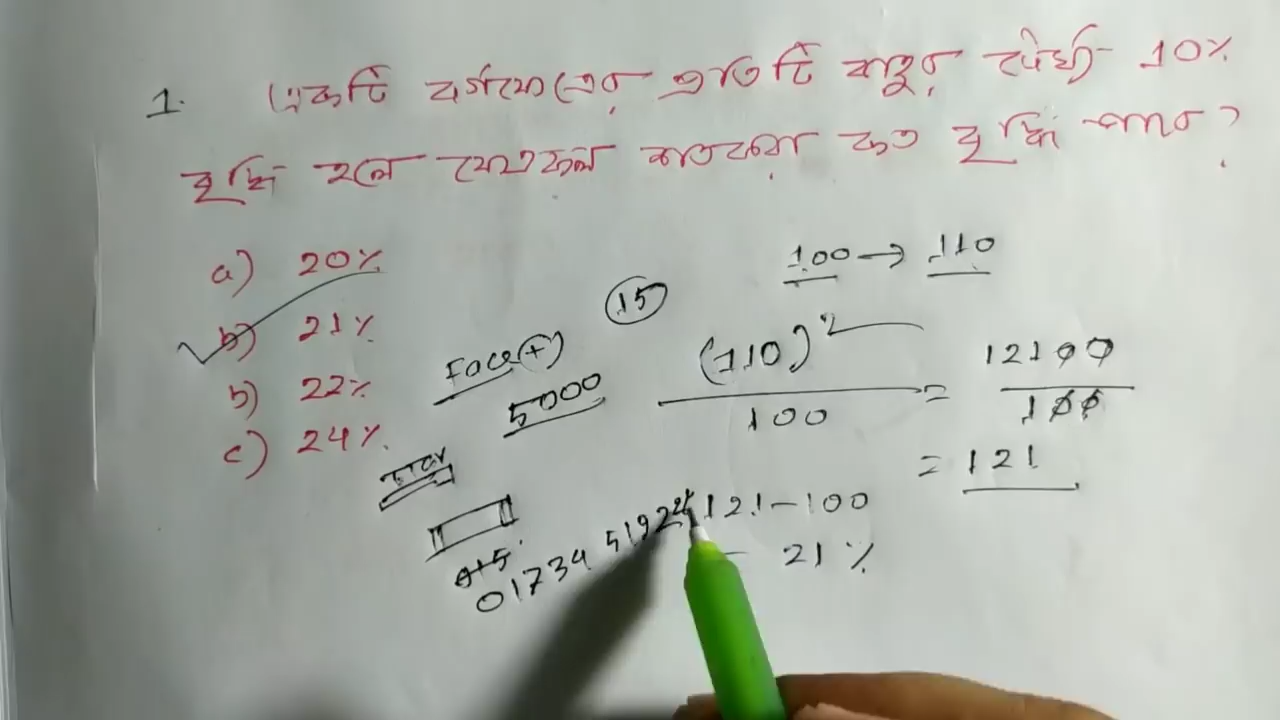 1. একটি বর্গক্ষেত্রের প্রতিটি বাহুর দৈর্ঘ্য 10%
বৃদ্ধি হলে ক্ষেত্রফল শতকরা কত বৃদ্ধি পাবে?
a) 20%
b) 21%
b) 22%
c) 24%
100 → 110
15
(110)²
100
= 12100
100
= 121
121 - 100
21%
5000
01734 51922